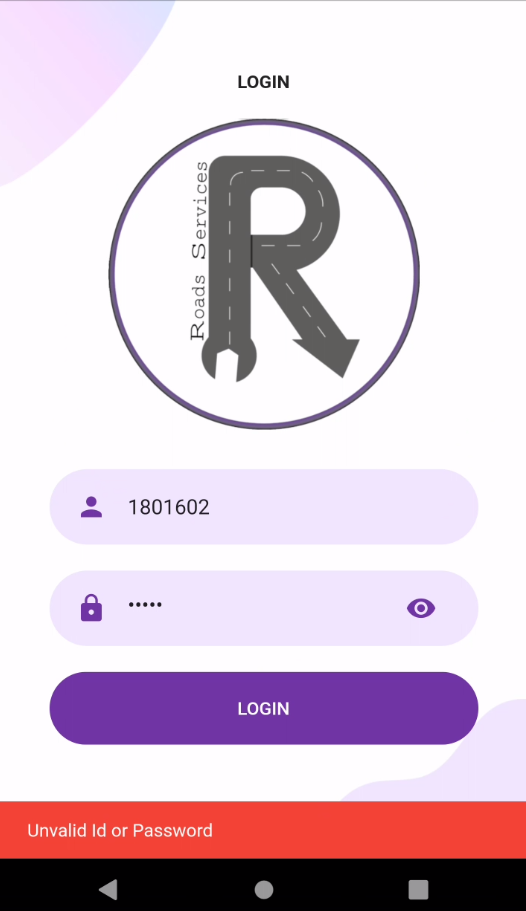 LOGIN
Roads Services
1801602
•••••
LOGIN
Unvalid Id or Password